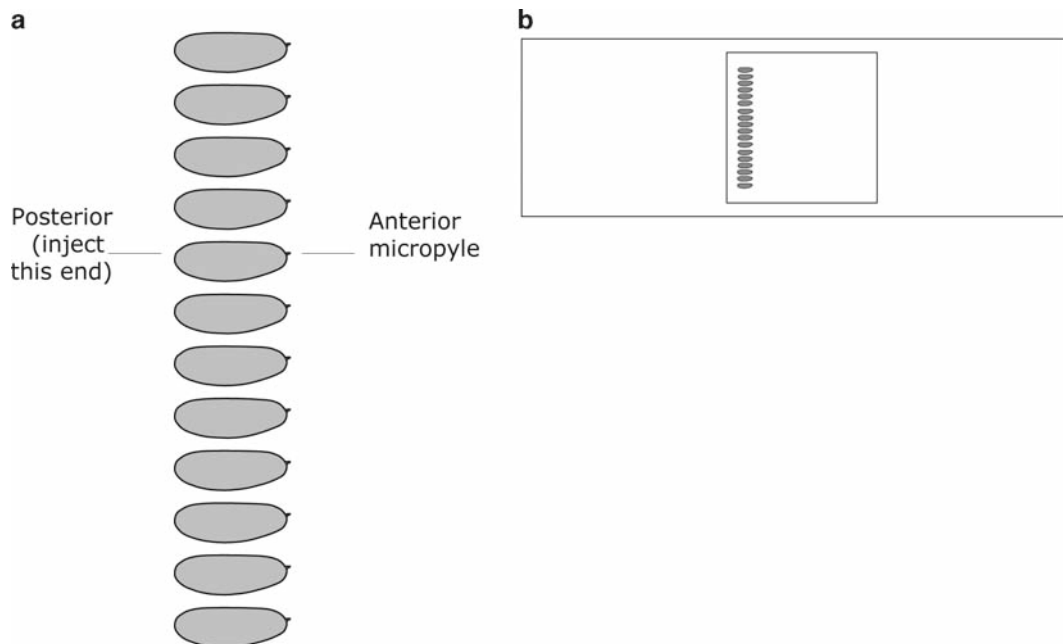 a
Posterior
(inject
this end)
Anterior
micropyle
b